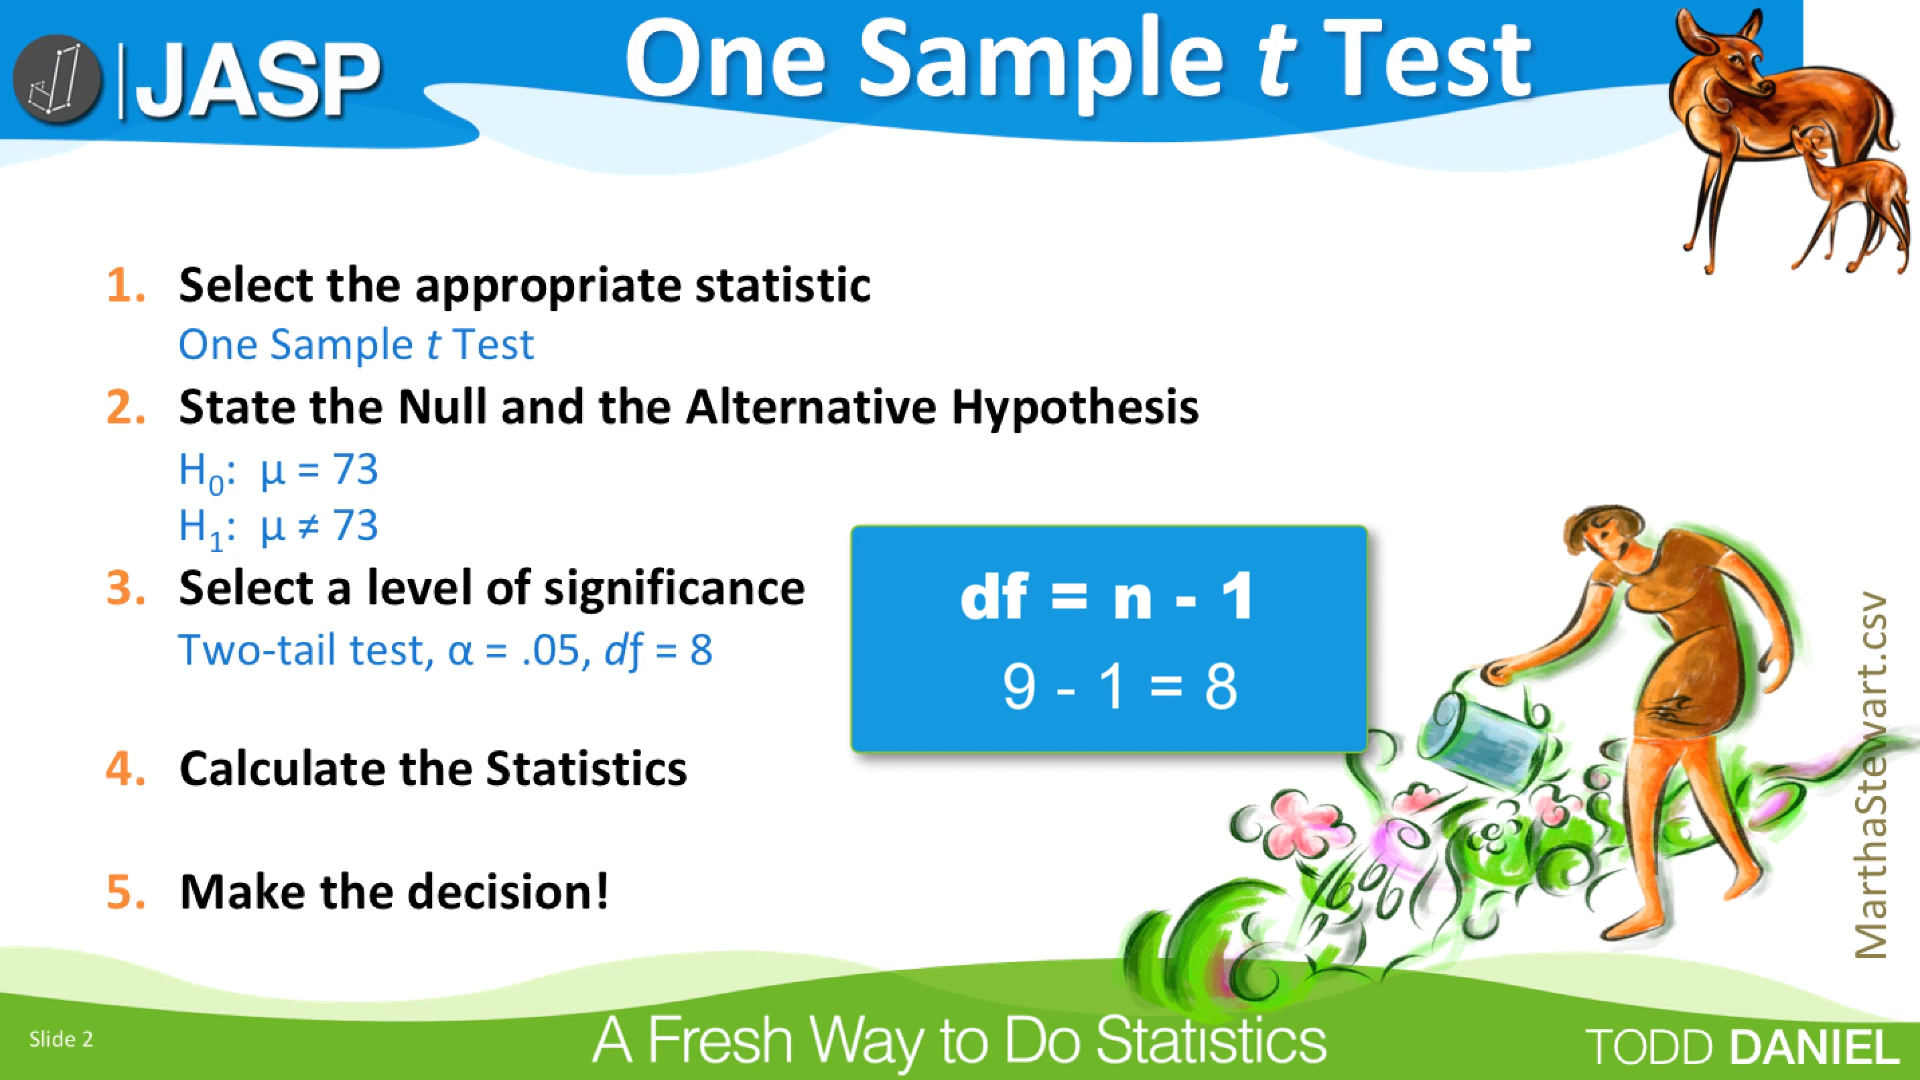 JASP
One Sample t Test
1. Select the appropriate statistic
One Sample t Test
2. State the Null and the Alternative Hypothesis
H₀: μ = 73
H₁: μ ≠ 73
3. Select a level of significance
Two-tail test, α = .05, df = 8
df = n - 1
9 - 1 = 8
4. Calculate the Statistics
5. Make the decision!
MarthaStewart.csv
Slide 2
A Fresh Way to Do Statistics
TODD DANIEL